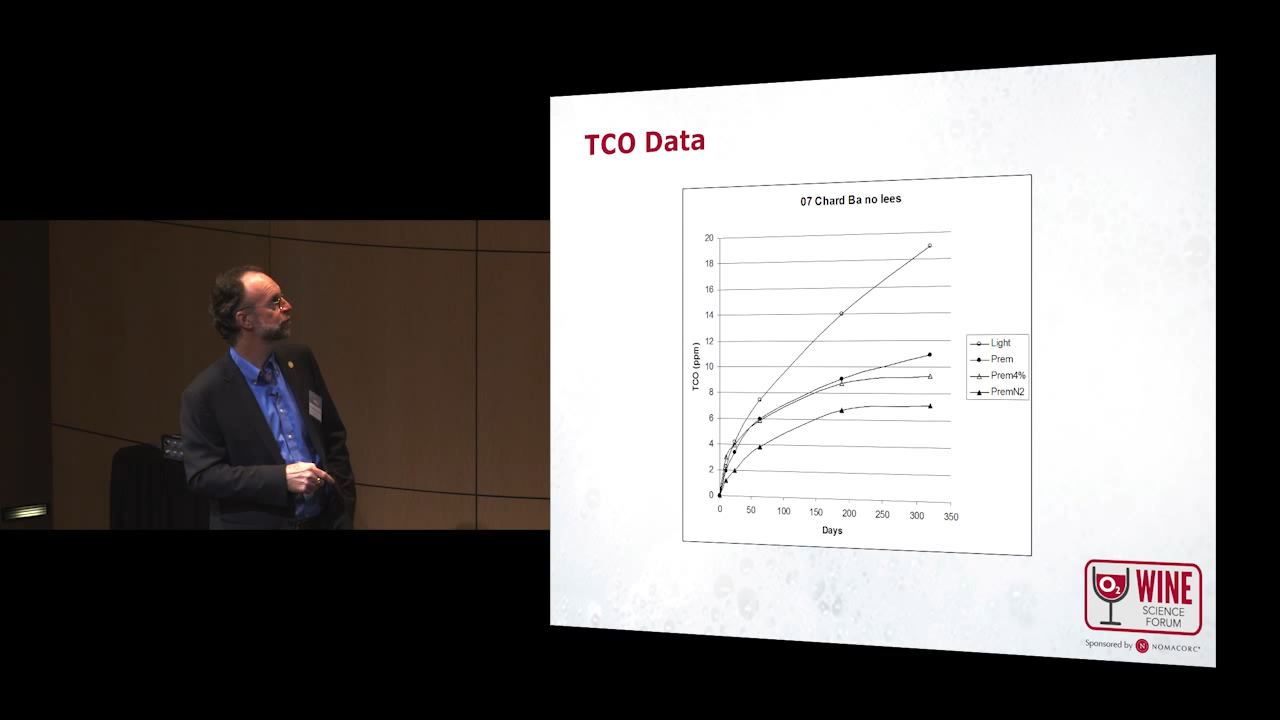 TCO Data
07 Chard Ba no lees
20
18
16
14
12
10
8
6
4
2
0
TCO (ppm)
0 50 100 150 200 250 300 350
Days
Light
Prem
Prem4%
PremN2
O2 WINE
SCIENCE
FORUM
Sponsored by N NOMACORC